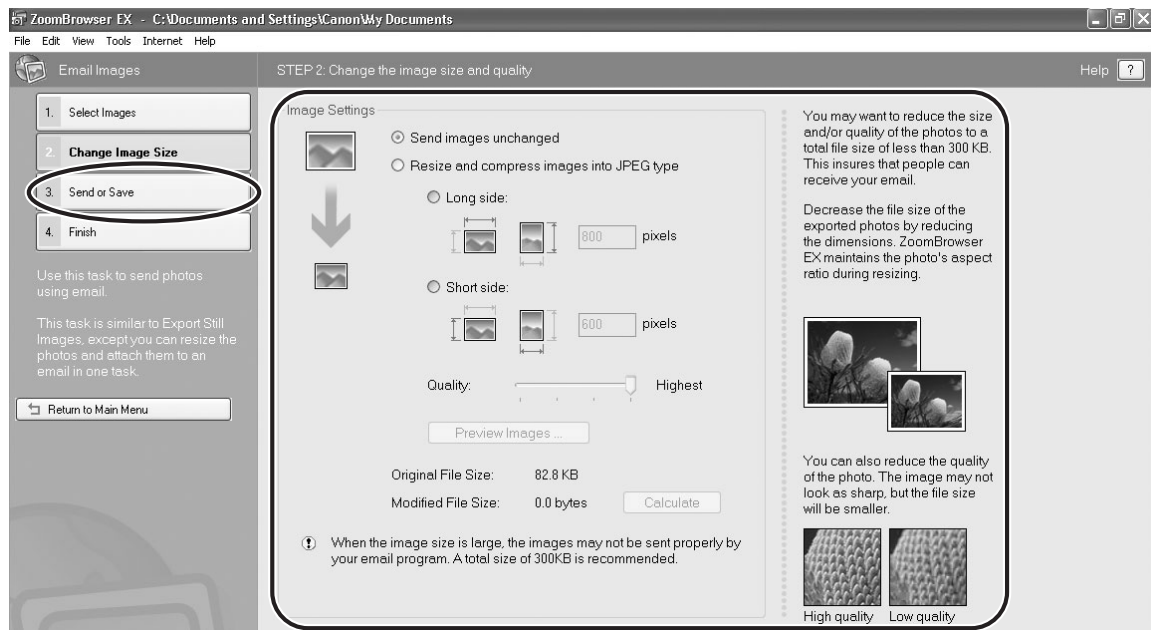 ZoomBrowser EX - C:\Documents and Settings\Canon\My Documents
File Edit View Tools Internet Help
Email Images
STEP 2: Change the image size and quality
Help ?
1. Select Images
2. Change Image Size
3. Send or Save
4. Finish
Use this task to send photos
using email.
This task is similar to Export Still
Images, except you can resize the
photos and attach them to an
email in one task.
Return to Main Menu
Image Settings
Send images unchanged
Resize and compress images into JPEG type
Long side:
800 pixels
Short side:
600 pixels
Quality: Highest
Preview Images ...
Original File Size: 82.8 KB
Modified File Size: 0.0 bytes Calculate
When the image size is large, the images may not be sent properly by
your email program. A total size of 300KB is recommended.
You may want to reduce the size
and/or quality of the photos to a
total file size of less than 300 KB.
This insures that people can
receive your email.
Decrease the file size of the
exported photos by reducing
the dimensions. ZoomBrowser
EX maintains the photo's aspect
ratio during resizing.
You can also reduce the quality
of the photo. The image may not
look as sharp, but the file size
will be smaller.
High quality Low quality